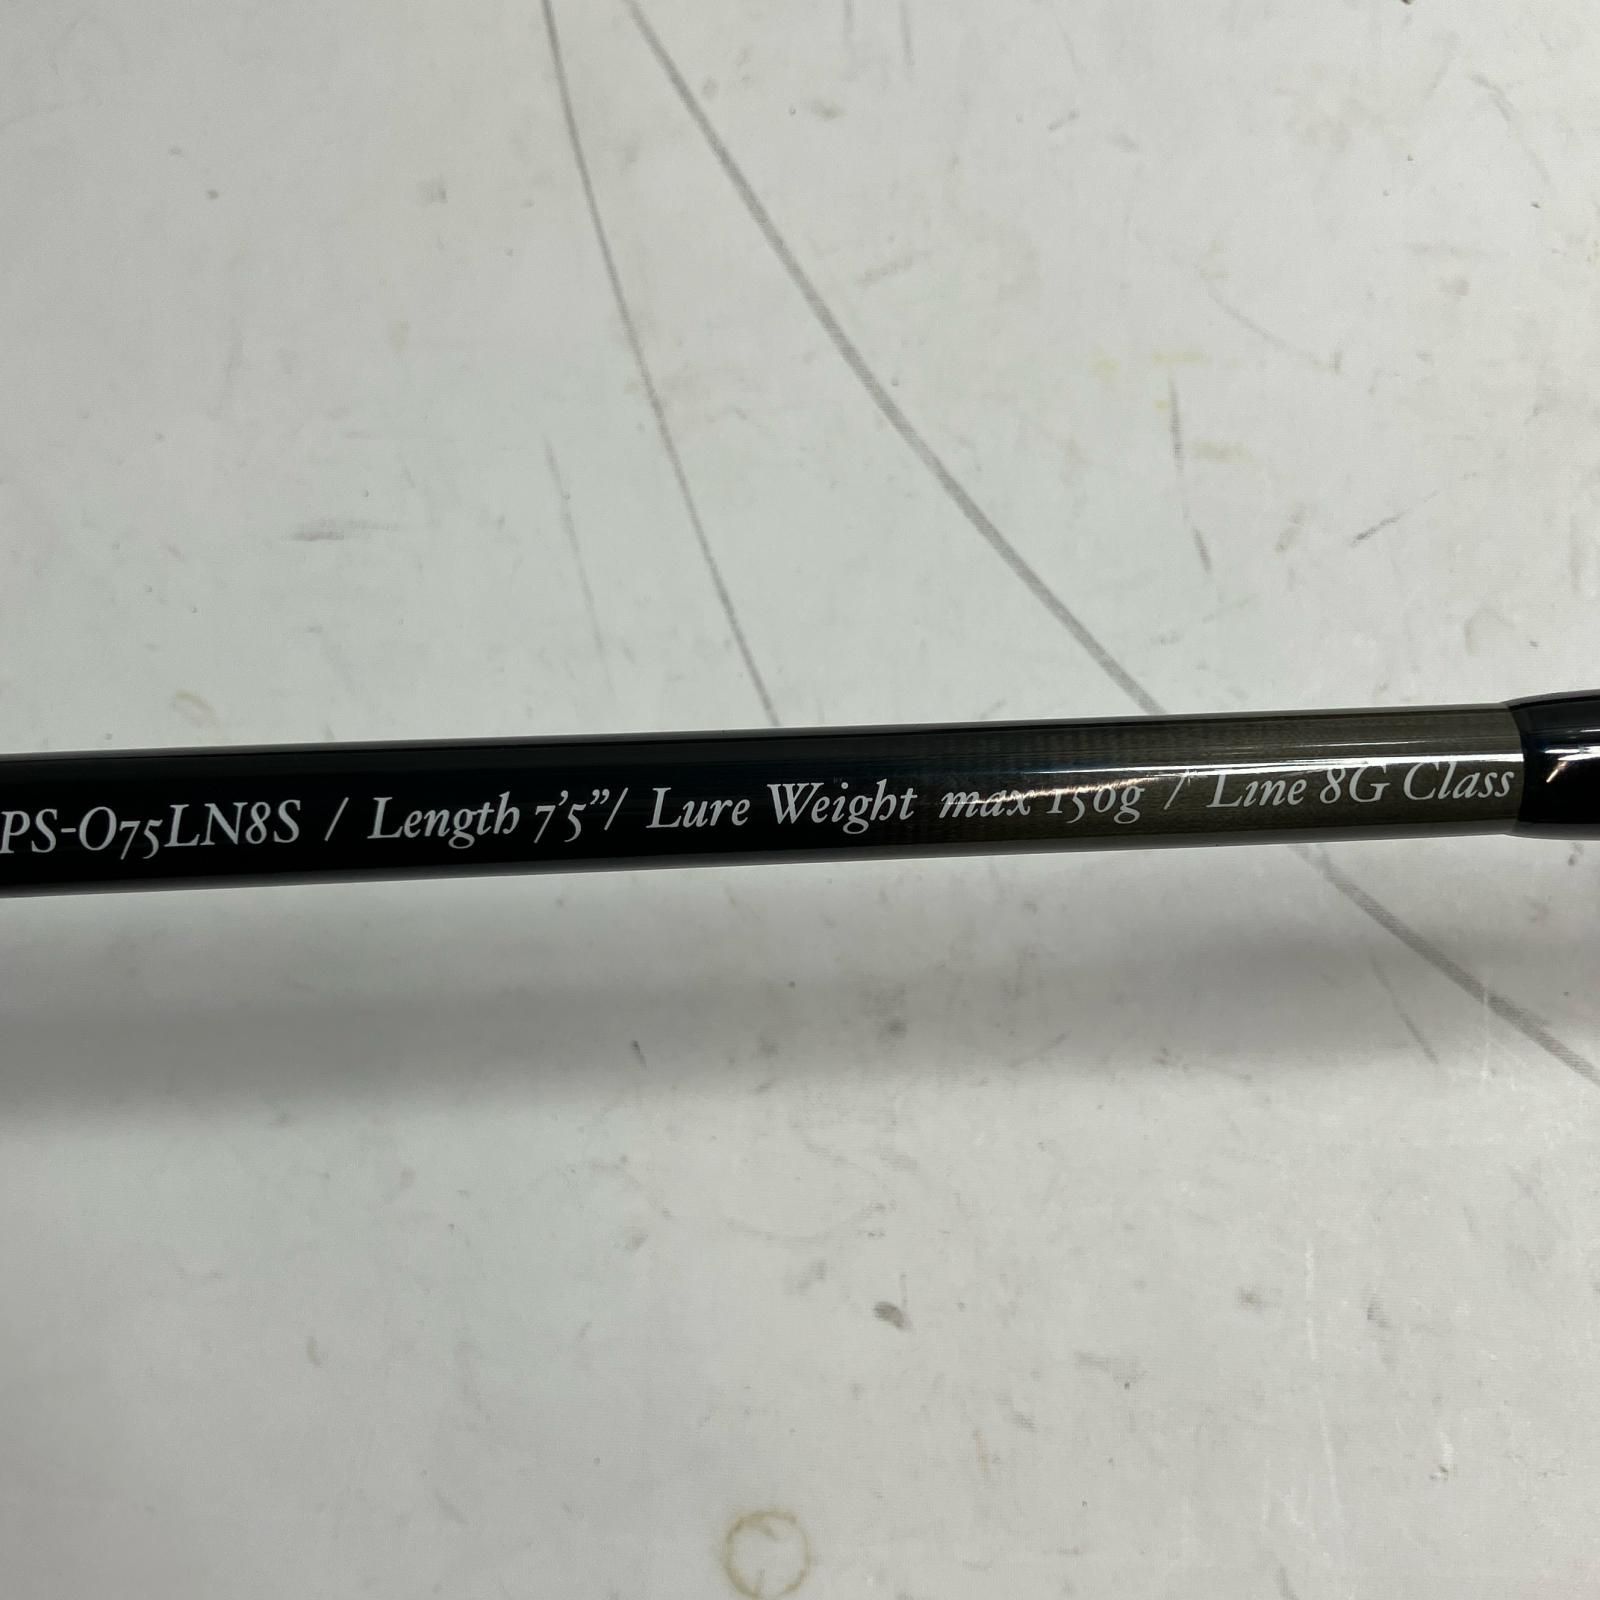 PS-O75LN8S / Length 7'5"/ Lure Weight max 150g / Line 8G Class